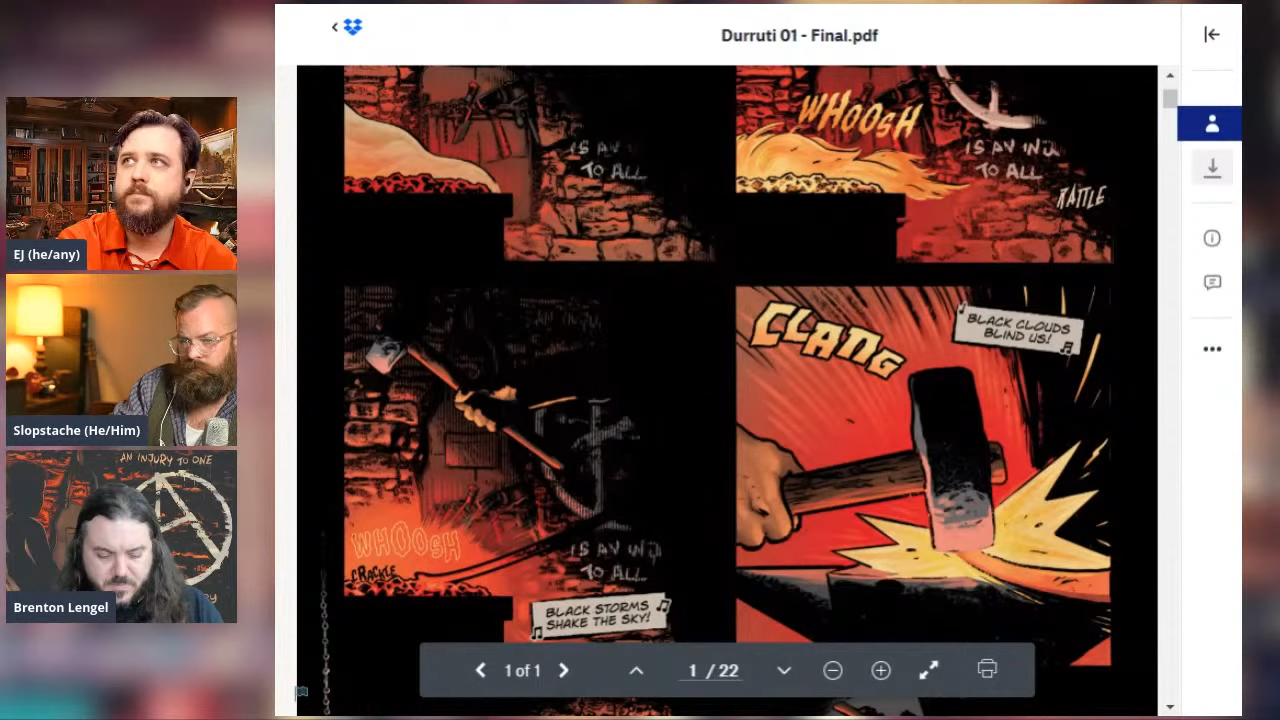 Durruti 01 - Final.pdf
WHOOSH
IS AN
TO ALL
IS AN INJ
TO ALL
RATTLE
EJ (he/any)
CLANG
BLACK CLOUDS
BLIND US!
Slopstache (He/Him)
AN INJURY TO ONE
WHOOSH
CRACKLE
IS AN INJ
TO ALL
BLACK STORMS
SHAKE THE SKY!
Brenton Lengel
1 of 1
1 / 22